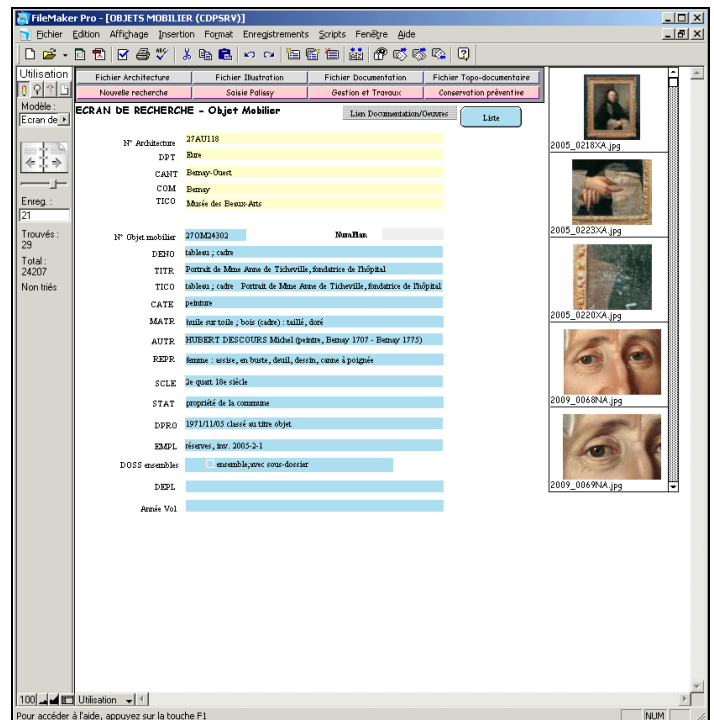 FileMaker Pro - [OBJETS MOBILIER (CDPSRV)]
Fichier Edition Affichage Insertion Format Enregistrements Scripts Fenêtre Aide
Utilisation
Modèle :
Ecran de
Enreg. :
21
Trouvés :
29
Total :
24207
Non triés
Fichier Architecture Fichier Illustration Fichier Documentation Fichier Topo-documentaire
Nouvelle recherche Saisie Palissy Gestion et Travaux Conservation préventive
ECRAN DE RECHERCHE - Objet Mobilier
Lien Documentation/Oeuvres
Liste
N° Architecture 27AU118
DPT Eure
CANT Bernay-Ouest
COM Bernay
TICO Musée des Beaux-Arts
N° Objet mobilier 27OM24302 NumPlan
DENO tableau ; cadre
TITR Portrait de Mme Anne de Ticheville, fondatrice de l'hôpital
TICO tableau ; cadre Portrait de Mme Anne de Ticheville, fondatrice de l'hôpital
CATE peinture
MATR huile sur toile ; bois (cadre) : taillé, doré
AUTR HUBERT DESCOURS Michel (peintre, Bernay 1707 - Bernay 1775)
REPR femme : assise, en buste, deuil, dessin, canne à poignée
SCLE 2e quart 18e siècle
STAT propriété de la commune
DPRO 1971/11/05 classé au titre objet
EMPL réserves, inv. 2005-2-1
DOSS ensembles ensemble;avec sous-dossier
DEPL
Année Vol
2005_0218XA.jpg
2005_0223XA.jpg
2005_0220XA.jpg
2009_0068NA.jpg
2009_0069NA.jpg
100 Utilisation
Pour accéder à l'aide, appuyez sur la touche F1
NUM